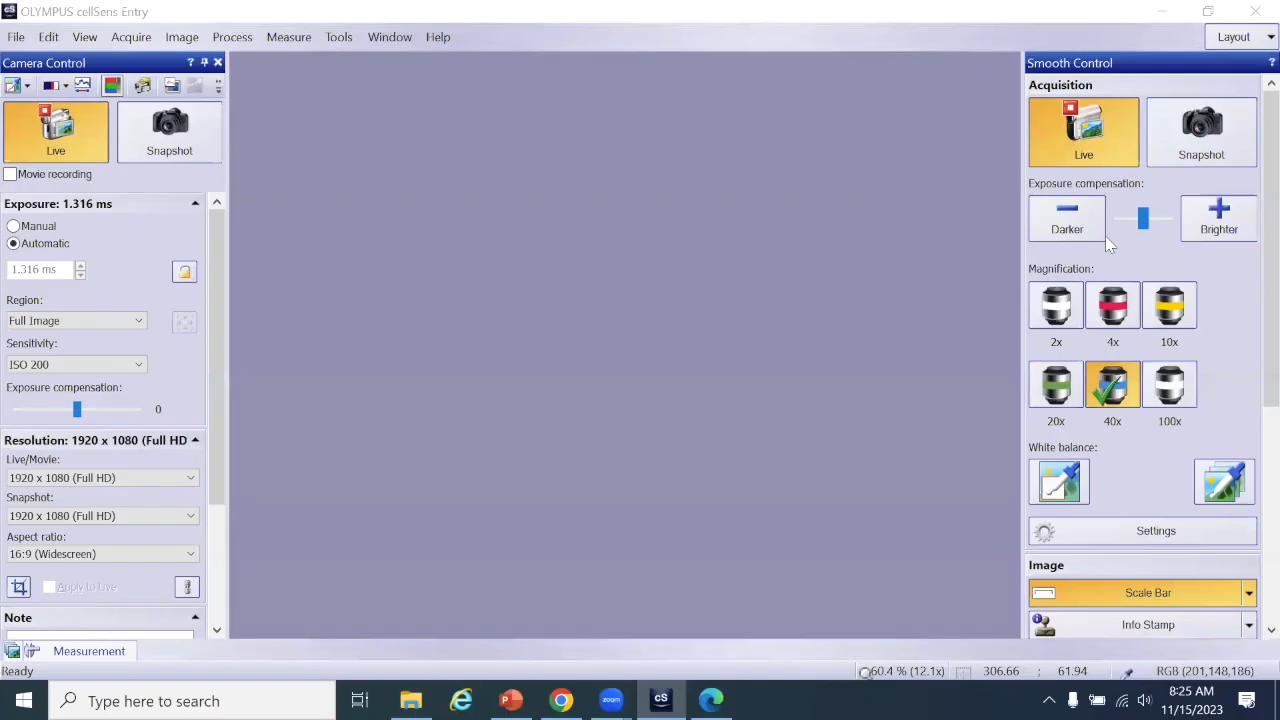 OLYMPUS cellSens Entry
File Edit View Acquire Image Process Measure Tools Window Help
Layout
Camera Control
Live
Snapshot
Movie recording
Exposure: 1.316 ms
Manual
Automatic
1.316 ms
Region:
Full Image
Sensitivity:
ISO 200
Exposure compensation:
0
Resolution: 1920 x 1080 (Full HD
Live/Movie:
1920 x 1080 (Full HD)
Snapshot:
1920 x 1080 (Full HD)
Aspect ratio:
16:9 (Widescreen)
Apply to Live
Note
Measurement
Smooth Control
Acquisition
Live
Snapshot
Exposure compensation:
Darker
Brighter
Magnification:
2x 4x 10x
20x 40x 100x
White balance:
Settings
Image
Scale Bar
Info Stamp
Ready
60.4 % (12.1x) 306.66 : 61.94 RGB (201,148,186)
cS
zoom
Type here to search
8:25 AM
11/15/2023